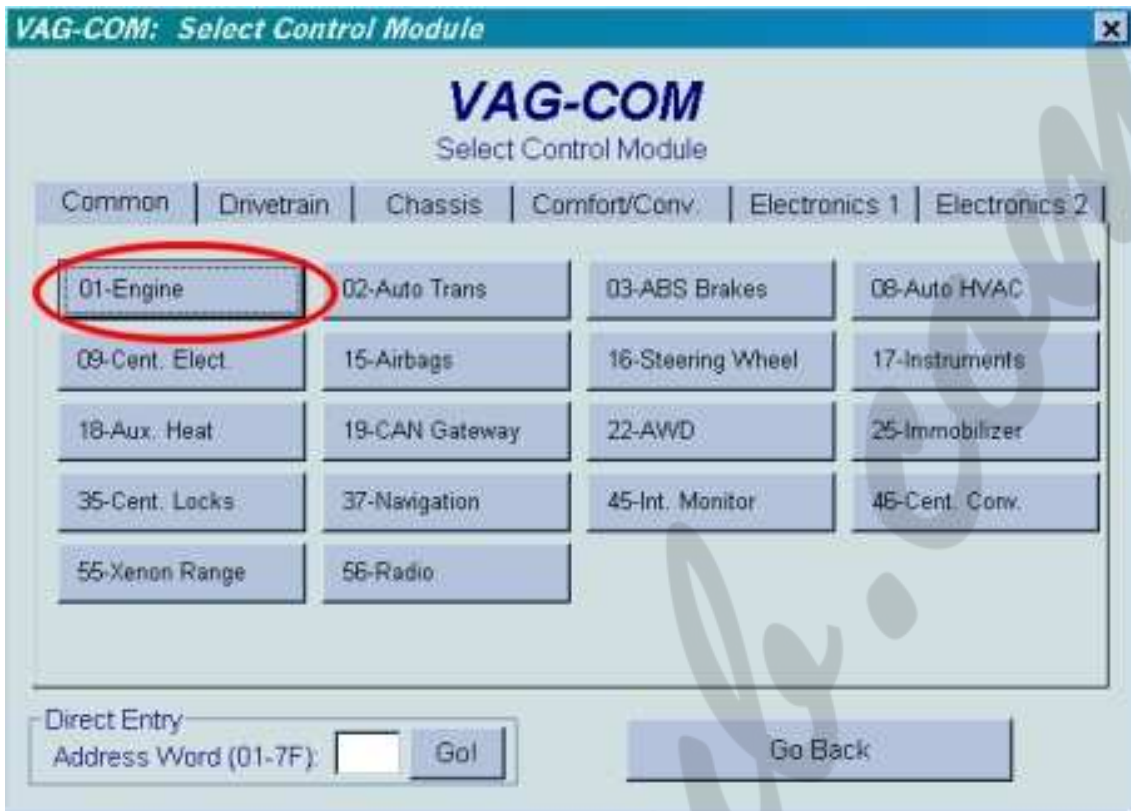 VAG-COM: Select Control Module
VAG-COM
Select Control Module
Common Drivetrain Chassis Comfort/Conv. Electronics 1 Electronics 2
01-Engine 02-Auto Trans 03-ABS Brakes 08-Auto HVAC
09-Cent. Elect. 15-Airbags 16-Steering Wheel 17-Instruments
18-Aux. Heat 19-CAN Gateway 22-AWD 25-Immobilizer
35-Cent. Locks 37-Navigation 45-Int. Monitor 46-Cent. Conv.
55-Xenon Range 56-Radio
Direct Entry
Address Word (01-7F): Go! Go Back